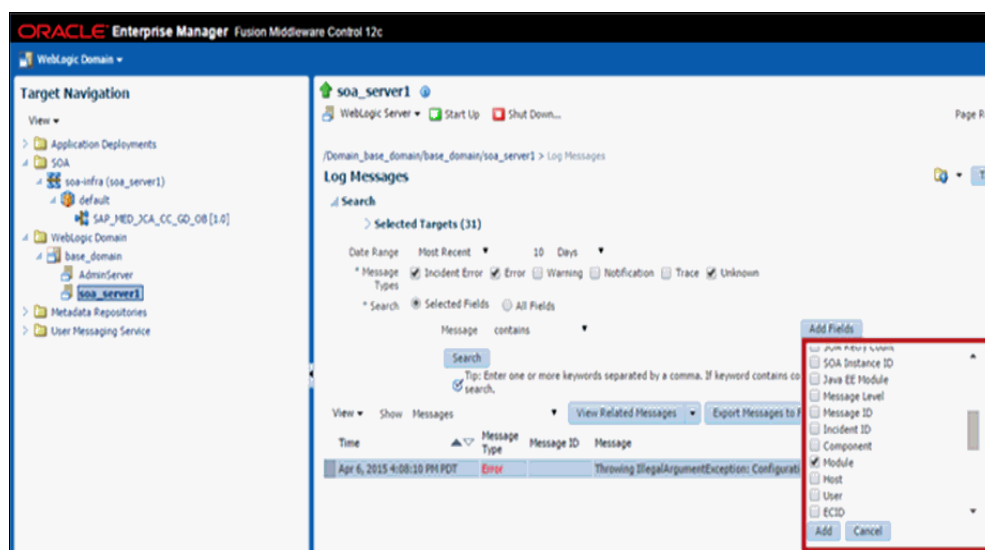 ORACLE Enterprise Manager Fusion Middleware Control 12c
WebLogic Domain
Target Navigation
View
Application Deployments
SOA
soa-infra (soa_server1)
default
SAP_MED_JCA_CC_GD_OB [1.0]
WebLogic Domain
base_domain
AdminServer
soa_server1
Metadata Repositories
User Messaging Service
soa_server1
WebLogic Server Start Up Shut Down...
Page R
/Domain_base_domain/base_domain/soa_server1 > Log Messages
Log Messages
T
Search
Selected Targets (31)
Date Range Most Recent 10 Days
* Message Types Incident Error Error Warning Notification Trace Unknown
* Search Selected Fields All Fields
Message contains
Add Fields
Search
Tip: Enter one or more keywords separated by a comma. If keyword contains co
search.
View Show Messages View Related Messages Export Messages to F
Time Message Type Message ID Message
Apr 6, 2015 4:08:10 PM PDT Error Throwing IllegalArgumentException: Configurati
SOA Instance ID
Java EE Module
Message Level
Message ID
Incident ID
Component
Module
Host
User
ECID
Add Cancel